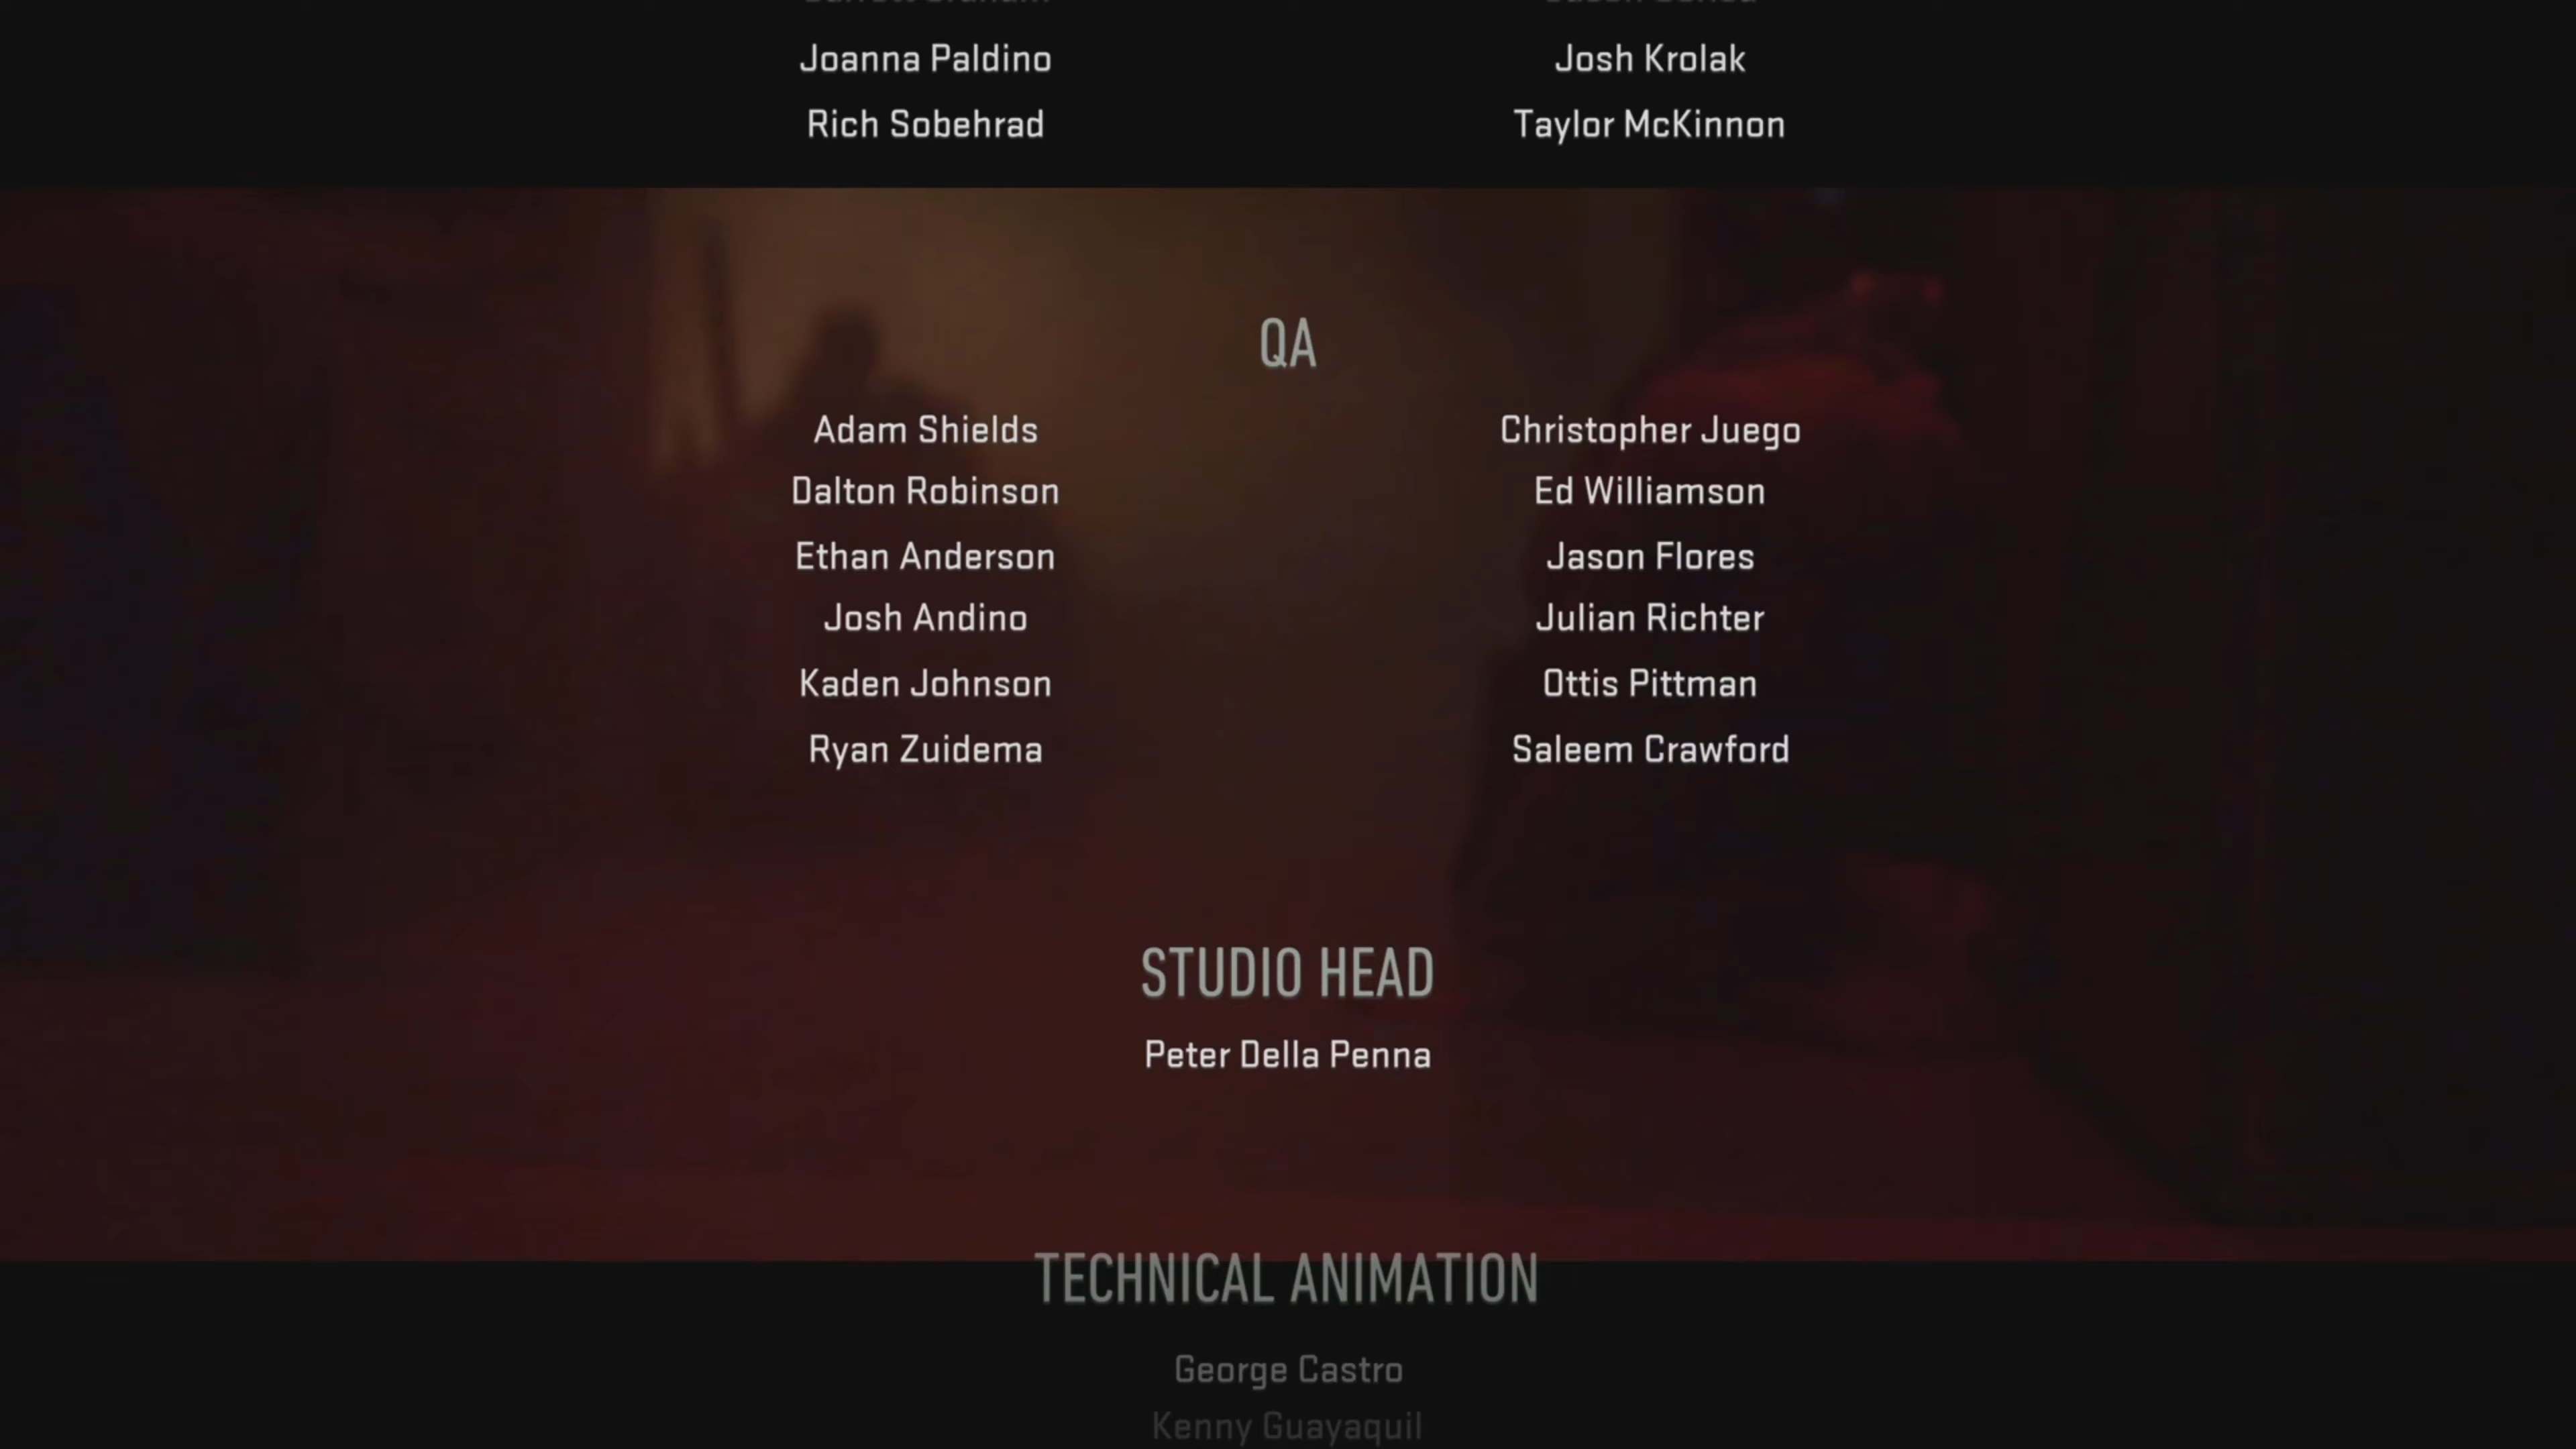 Joanna Paldino Josh Krolak
Rich Sobehrad Taylor McKinnon
QA
Adam Shields Christopher Juego
Dalton Robinson Ed Williamson
Ethan Anderson Jason Flores
Josh Andino Julian Richter
Kaden Johnson Ottis Pittman
Ryan Zuidema Saleem Crawford
STUDIO HEAD
Peter Della Penna
TECHNICAL ANIMATION
George Castro
Kenny Guayaquil